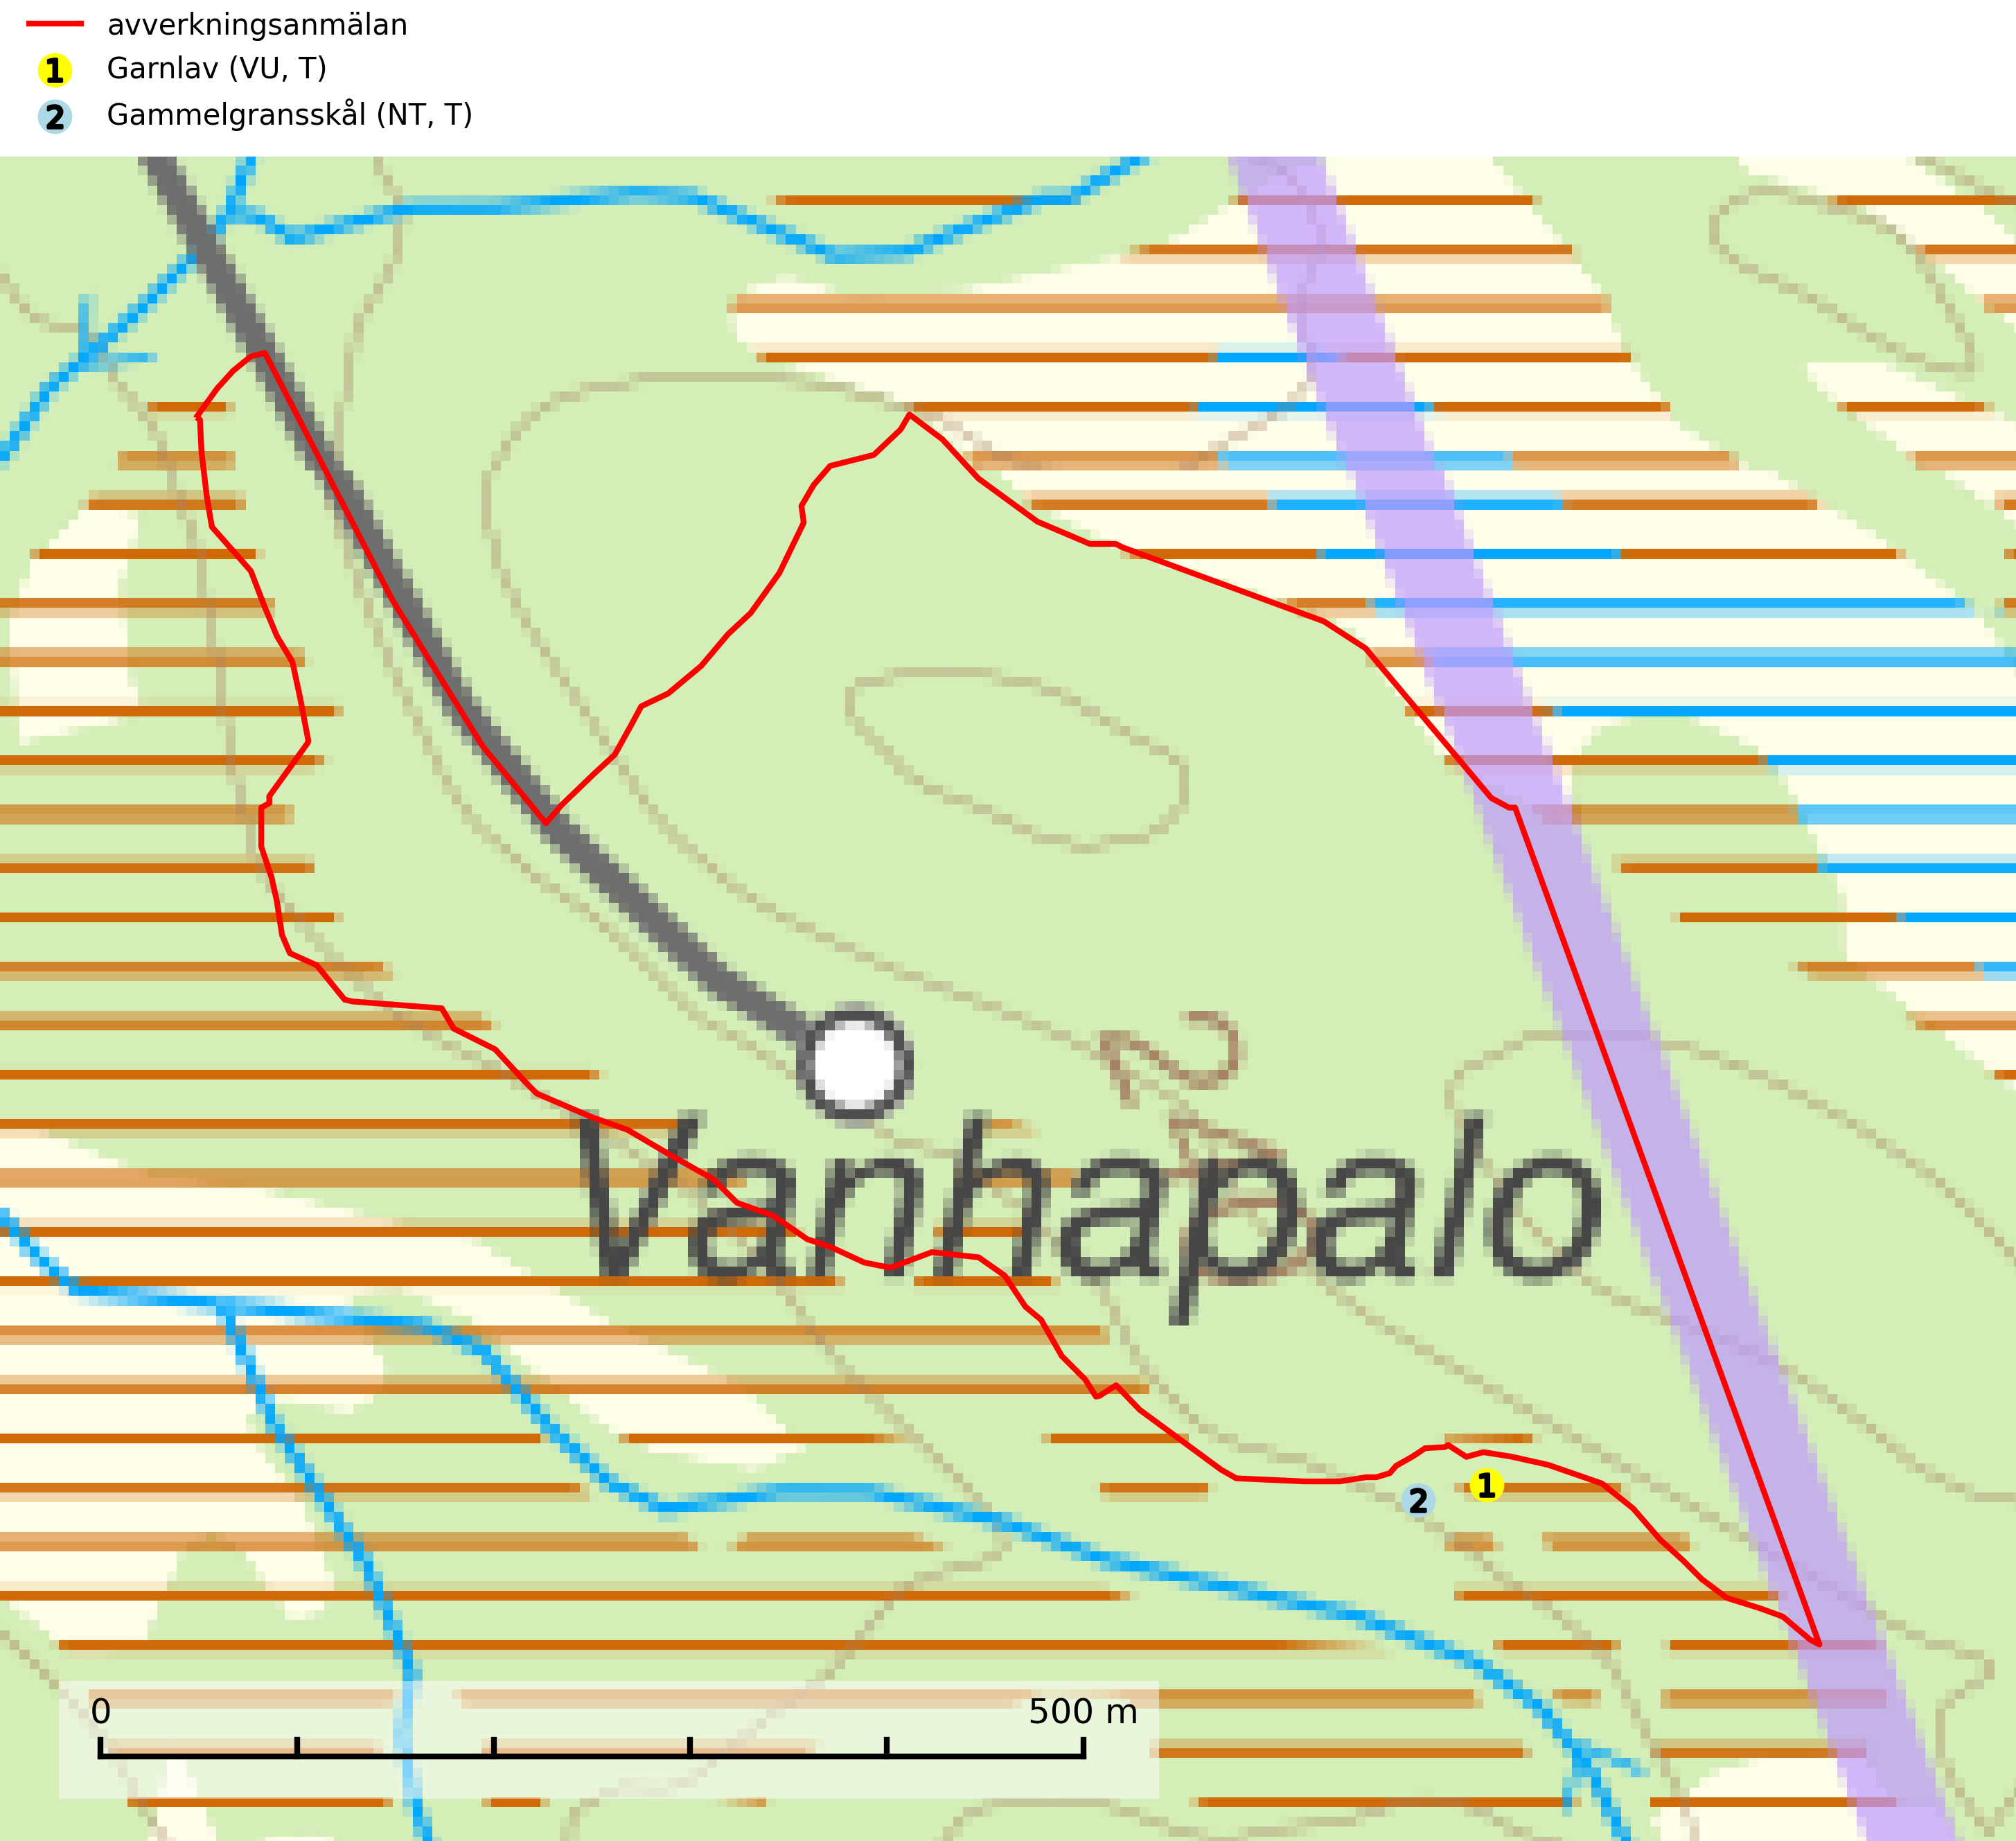 avverkningsanmälan
1 Garnlav (VU, T)
2 Gammelgransskål (NT, T)
Vanhapalo
2 1
0 500 m